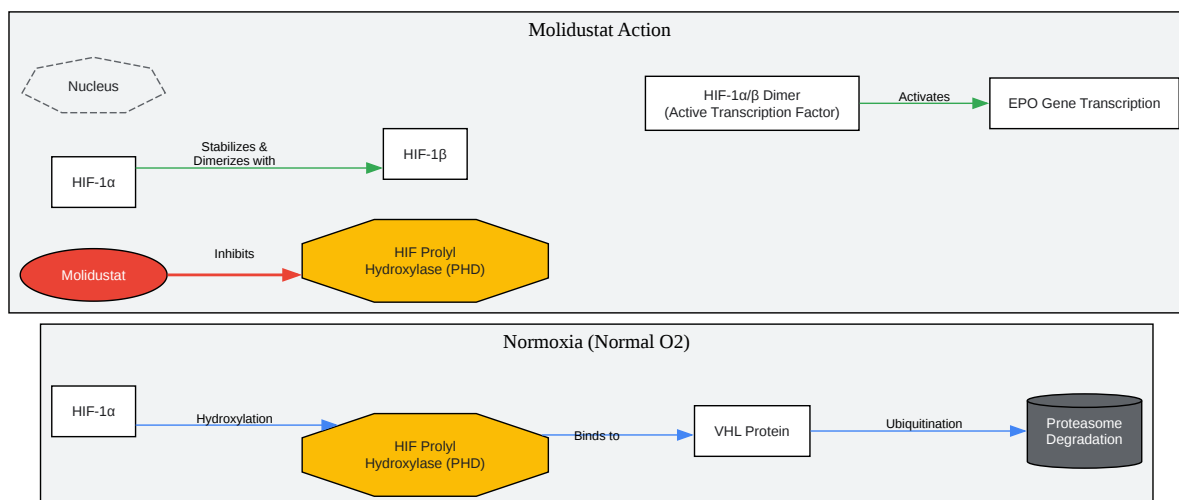 Molidustat Action
Nucleus
HIF-1α/β Dimer
(Active Transcription Factor)
Activates
EPO Gene Transcription
HIF-1α
Stabilizes &
Dimerizes with
HIF-1β
Molidustat
Inhibits
HIF Prolyl
Hydroxylase (PHD)
Normoxia (Normal O2)
HIF-1α
Hydroxylation
HIF Prolyl
Hydroxylase (PHD)
Binds to
VHL Protein
Ubiquitination
Proteasome
Degradation